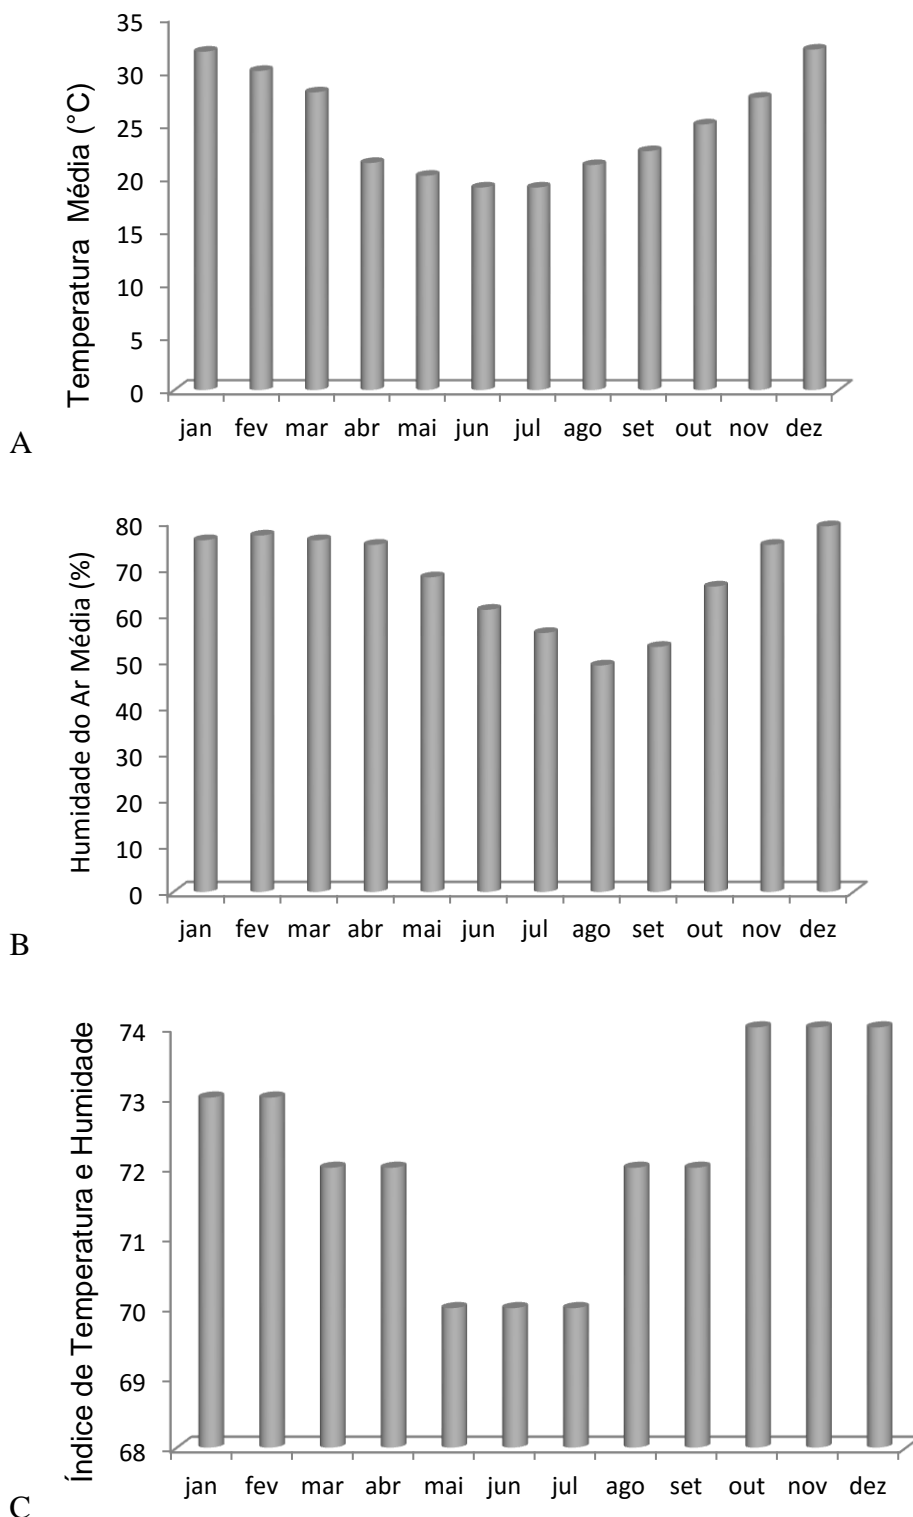 Temperatura Média (°C)
35
30
25
20
15
10
5
0
jan fev mar abr mai jun jul ago set out nov dez
A
Humidade do Ar Média (%)
80
70
60
50
40
30
20
10
0
jan fev mar abr mai jun jul ago set out nov dez
B
Índice de Temperatura e Humidade
74
73
72
71
70
69
68
jan fev mar abr mai jun jul ago set out nov dez
C